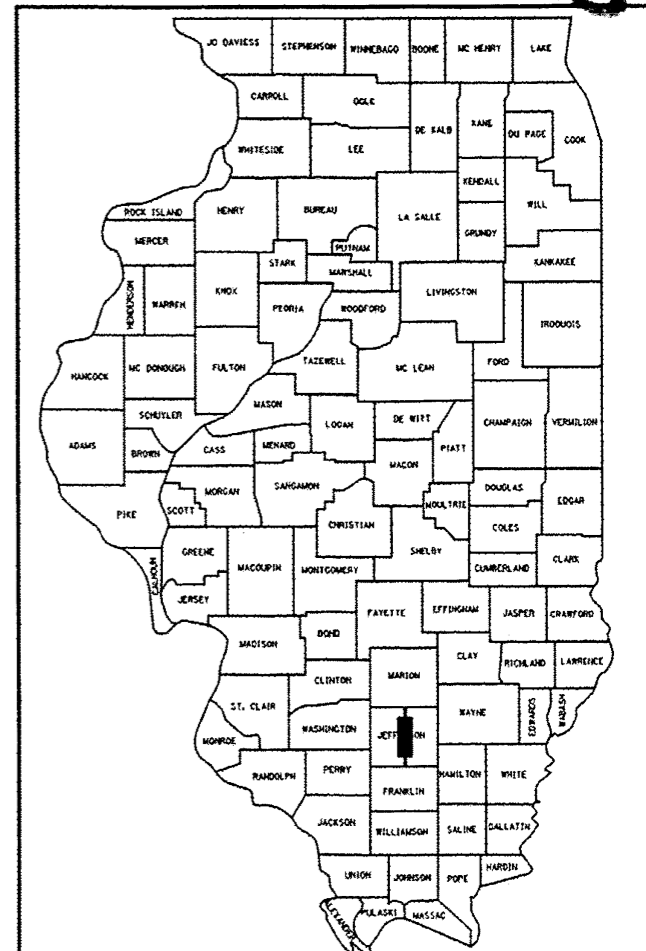 JO DAVIESS
STEPHENSON
WINNEBAGO
BOONE
MC HENRY
LAKE
CARROLL
OGLE
DE KALB
KANE
DU PAGE
COOK
WHITESIDE
LEE
KENDALL
WILL
ROCK ISLAND
HENRY
BUREAU
LA SALLE
GRUNDY
MERCER
PUTNAM
STARK
MARSHALL
KANKAKEE
HENDERSON
WARREN
KNOX
PEORIA
WOODFORD
LIVINGSTON
IROQUOIS
HANCOCK
MC DONOUGH
FULTON
TAZEWELL
MC LEAN
FORD
MASON
SCHUYLER
LOGAN
DE WITT
CHAMPAIGN
VERMILION
ADAMS
BROWN
CASS
MENARD
PIATT
MACON
SANGAMON
MORGAN
PIKE
SCOTT
CHRISTIAN
MOULTRIE
DOUGLAS
EDGAR
COLES
GREENE
MACOUPIN
MONTGOMERY
SHELBY
CUMBERLAND
CLARK
CALHOUN
JERSEY
FAYETTE
EFFINGHAM
JASPER
CRAWFORD
MADISON
BOND
CLAY
RICHLAND
LAWRENCE
CLINTON
MARION
ST. CLAIR
WAYNE
EDWARDS
WABASH
WASHINGTON
JEFF SON
MONROE
RANDOLPH
PERRY
HAMILTON
WHITE
FRANKLIN
JACKSON
WILLIAMSON
SALINE
GALLATIN
UNION
JOHNSON
POPE
HARDIN
ALEXANDER
PULASKI
MASSAC